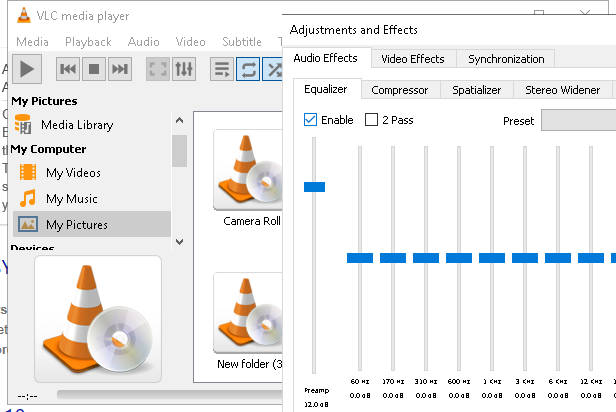 VLC media player
Media Playback Audio Video Subtitle
My Pictures
Media Library
My Computer
My Videos
My Music
My Pictures
Devices
Camera Roll
New folder (3
--:--
Adjustments and Effects
Audio Effects Video Effects Synchronization
Equalizer Compressor Spatializer Stereo Widener
Enable 2 Pass Preset
60 Hz 170 Hz 310 Hz 600 Hz 1 KHz 3 KHz 6 KHz 12 KHz
Preamp 0.0 dB 0.0 dB 0.0 dB 0.0 dB 0.0 dB 0.0 dB 0.0 dB 0.0 dB
12.0 dB